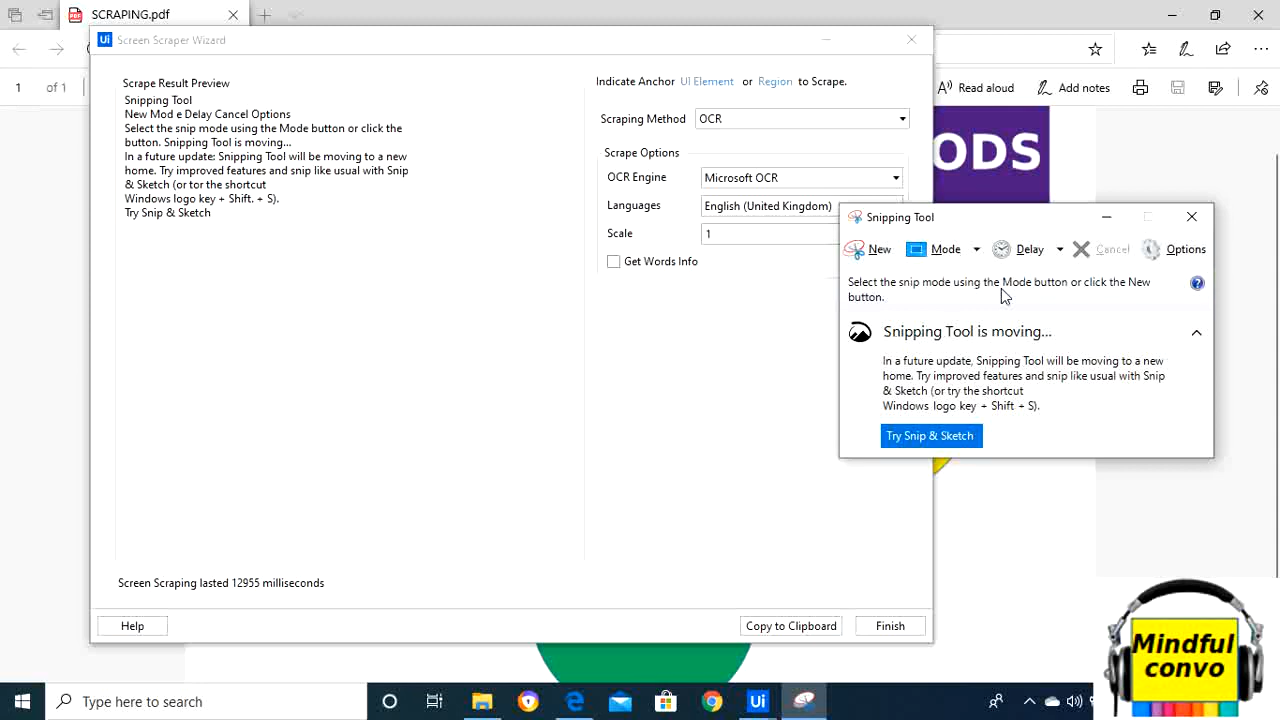 SCRAPING.pdf
Ui Screen Scraper Wizard
1 of 1
Read aloud
Add notes
Scrape Result Preview
Snipping Tool
New Mod e Delay Cancel Options
Select the snip mode using the Mode button or click the
button. Snipping Tool is moving...
In a future update: Snipping Tool will be moving to a new
home. Try improved features and snip like usual with Snip
& Sketch (or tor the shortcut
Windows logo key + Shift. + S).
Try Snip & Sketch
Screen Scraping lasted 12955 milliseconds
Help
Copy to Clipboard
Finish
Indicate Anchor UI Element or Region to Scrape.
Scraping Method OCR
Scrape Options
OCR Engine Microsoft OCR
Languages English (United Kingdom)
Scale 1
Get Words Info
ODS
Snipping Tool
New Mode Delay Cancel Options
Select the snip mode using the Mode button or click the New
button.
Snipping Tool is moving...
In a future update, Snipping Tool will be moving to a new
home. Try improved features and snip like usual with Snip
& Sketch (or try the shortcut
Windows logo key + Shift + S).
Try Snip & Sketch
Mindful
convo
Type here to search
Ui